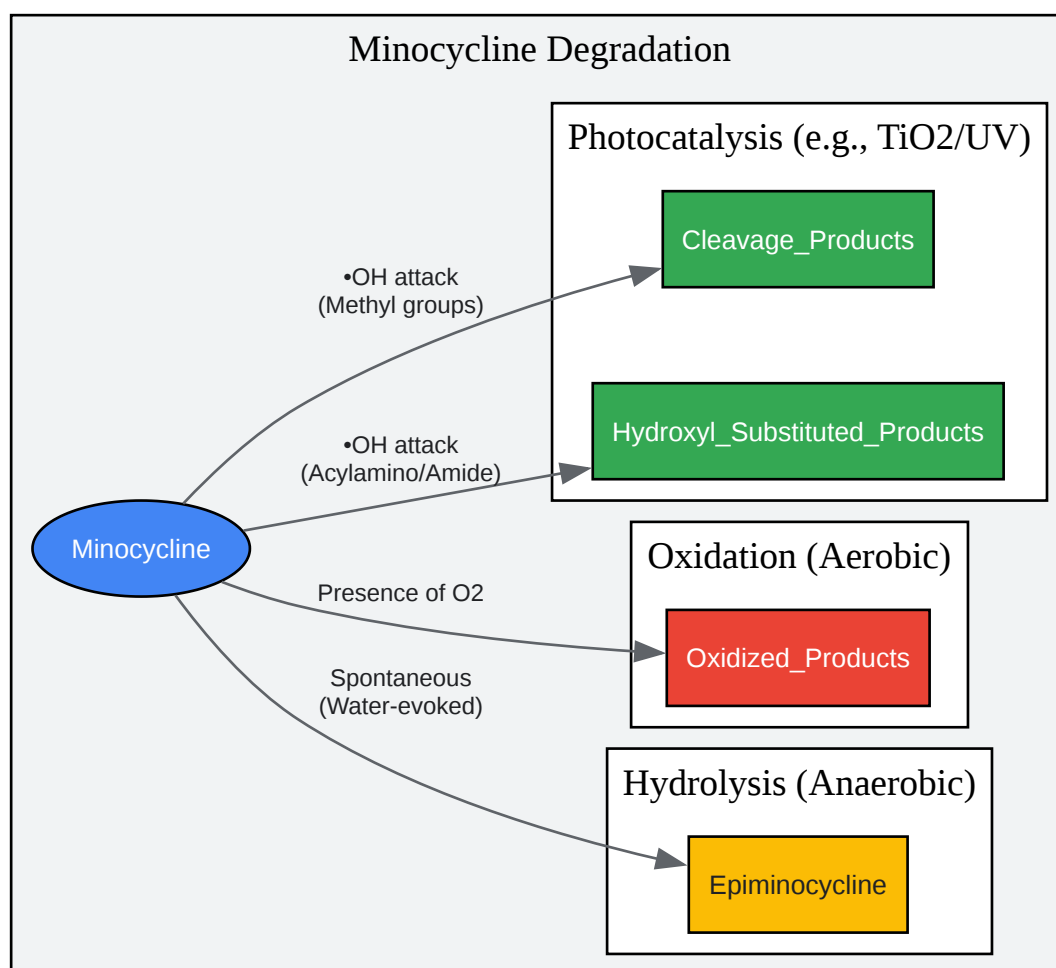 Minocycline Degradation
Photocatalysis (e.g., TiO2/UV)
Cleavage_Products
•OH attack
(Methyl groups)
Hydroxyl_Substituted_Products
•OH attack
(Acylamino/Amide)
Minocycline
Oxidation (Aerobic)
Presence of O2
Oxidized_Products
Spontaneous
(Water-evoked)
Hydrolysis (Anaerobic)
Epiminocycline